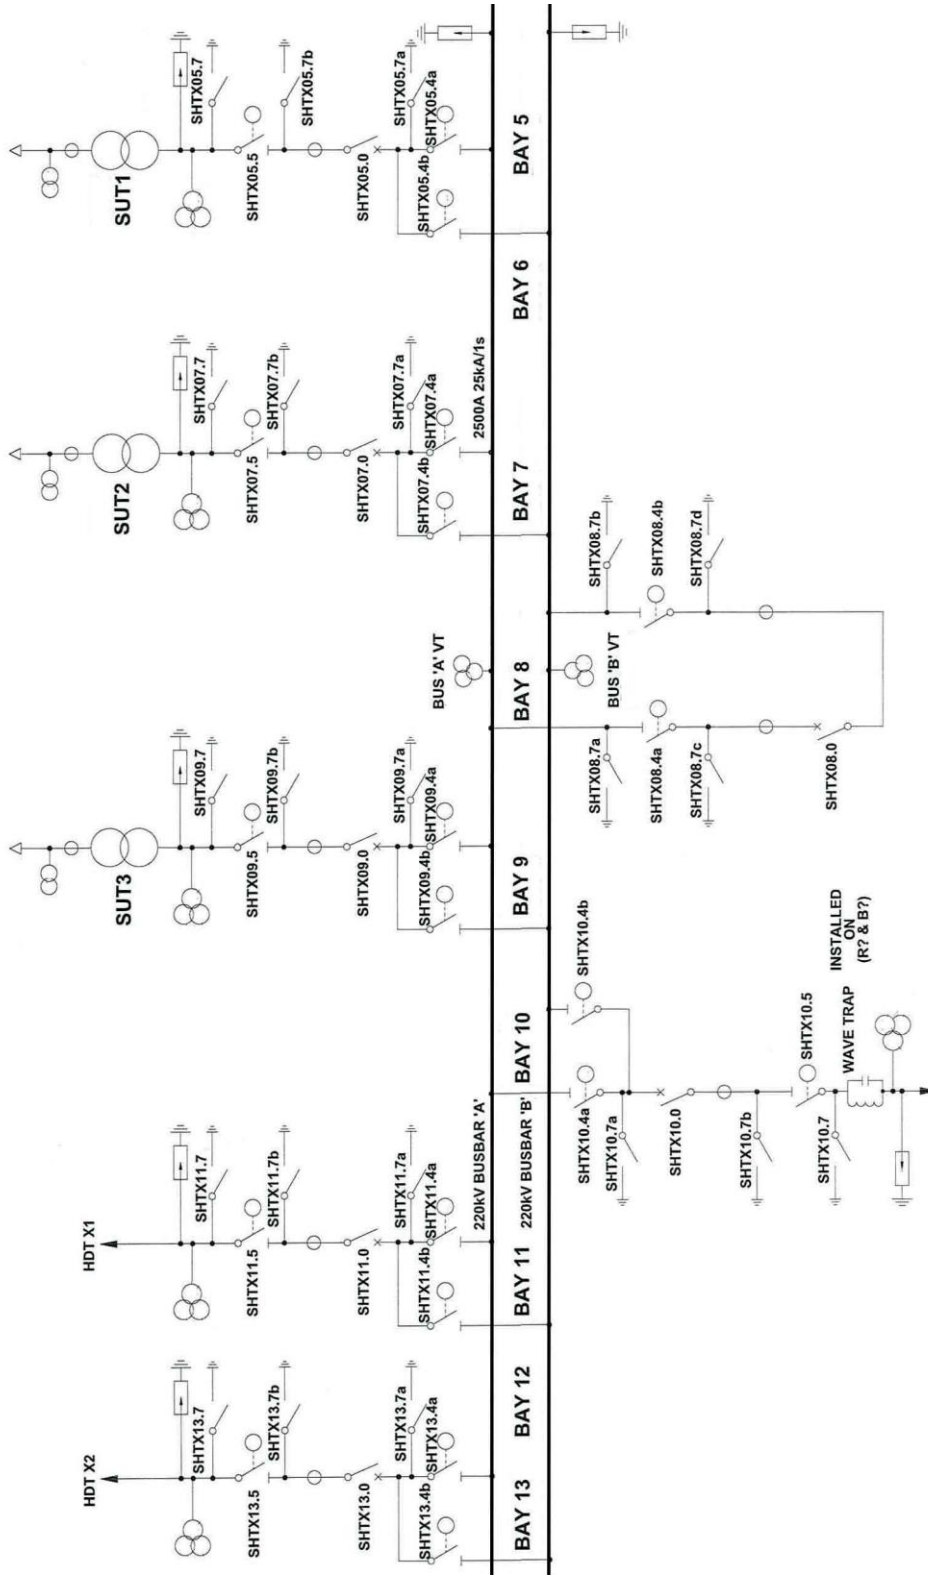 HDT X2
SHTX13.7
SHTX13.5
SHTX13.7b
SHTX13.0
SHTX13.7a
SHTX13.4b
SHTX13.4a
BAY 13
BAY 12
HDT X1
SHTX11.7
SHTX11.5
SHTX11.7b
SHTX11.0
SHTX11.7a
SHTX11.4b
SHTX11.4a
BAY 11
220kV BUSBAR 'A'
220kV BUSBAR 'B'
BAY 10
SHTX10.4a
SHTX10.4b
SHTX10.7a
SHTX10.0
SHTX10.7b
SHTX10.5
SHTX10.7
WAVE TRAP
INSTALLED
ON
(R? & B?)
SUT3
SHTX09.7
SHTX09.5
SHTX09.7b
SHTX09.0
SHTX09.7a
SHTX09.4b
SHTX09.4a
BAY 9
BUS 'A' VT
BAY 8
BUS 'B' VT
SHTX08.7a
SHTX08.7b
SHTX08.4a
SHTX08.4b
SHTX08.7c
SHTX08.7d
SHTX08.0
SUT2
SHTX07.7
SHTX07.5
SHTX07.7b
SHTX07.0
SHTX07.7a
SHTX07.4b
SHTX07.4a
2500A 25kA/1s
BAY 7
BAY 6
SUT1
SHTX05.7
SHTX05.5
SHTX05.7b
SHTX05.0
SHTX05.7a
SHTX05.4b
SHTX05.4a
BAY 5